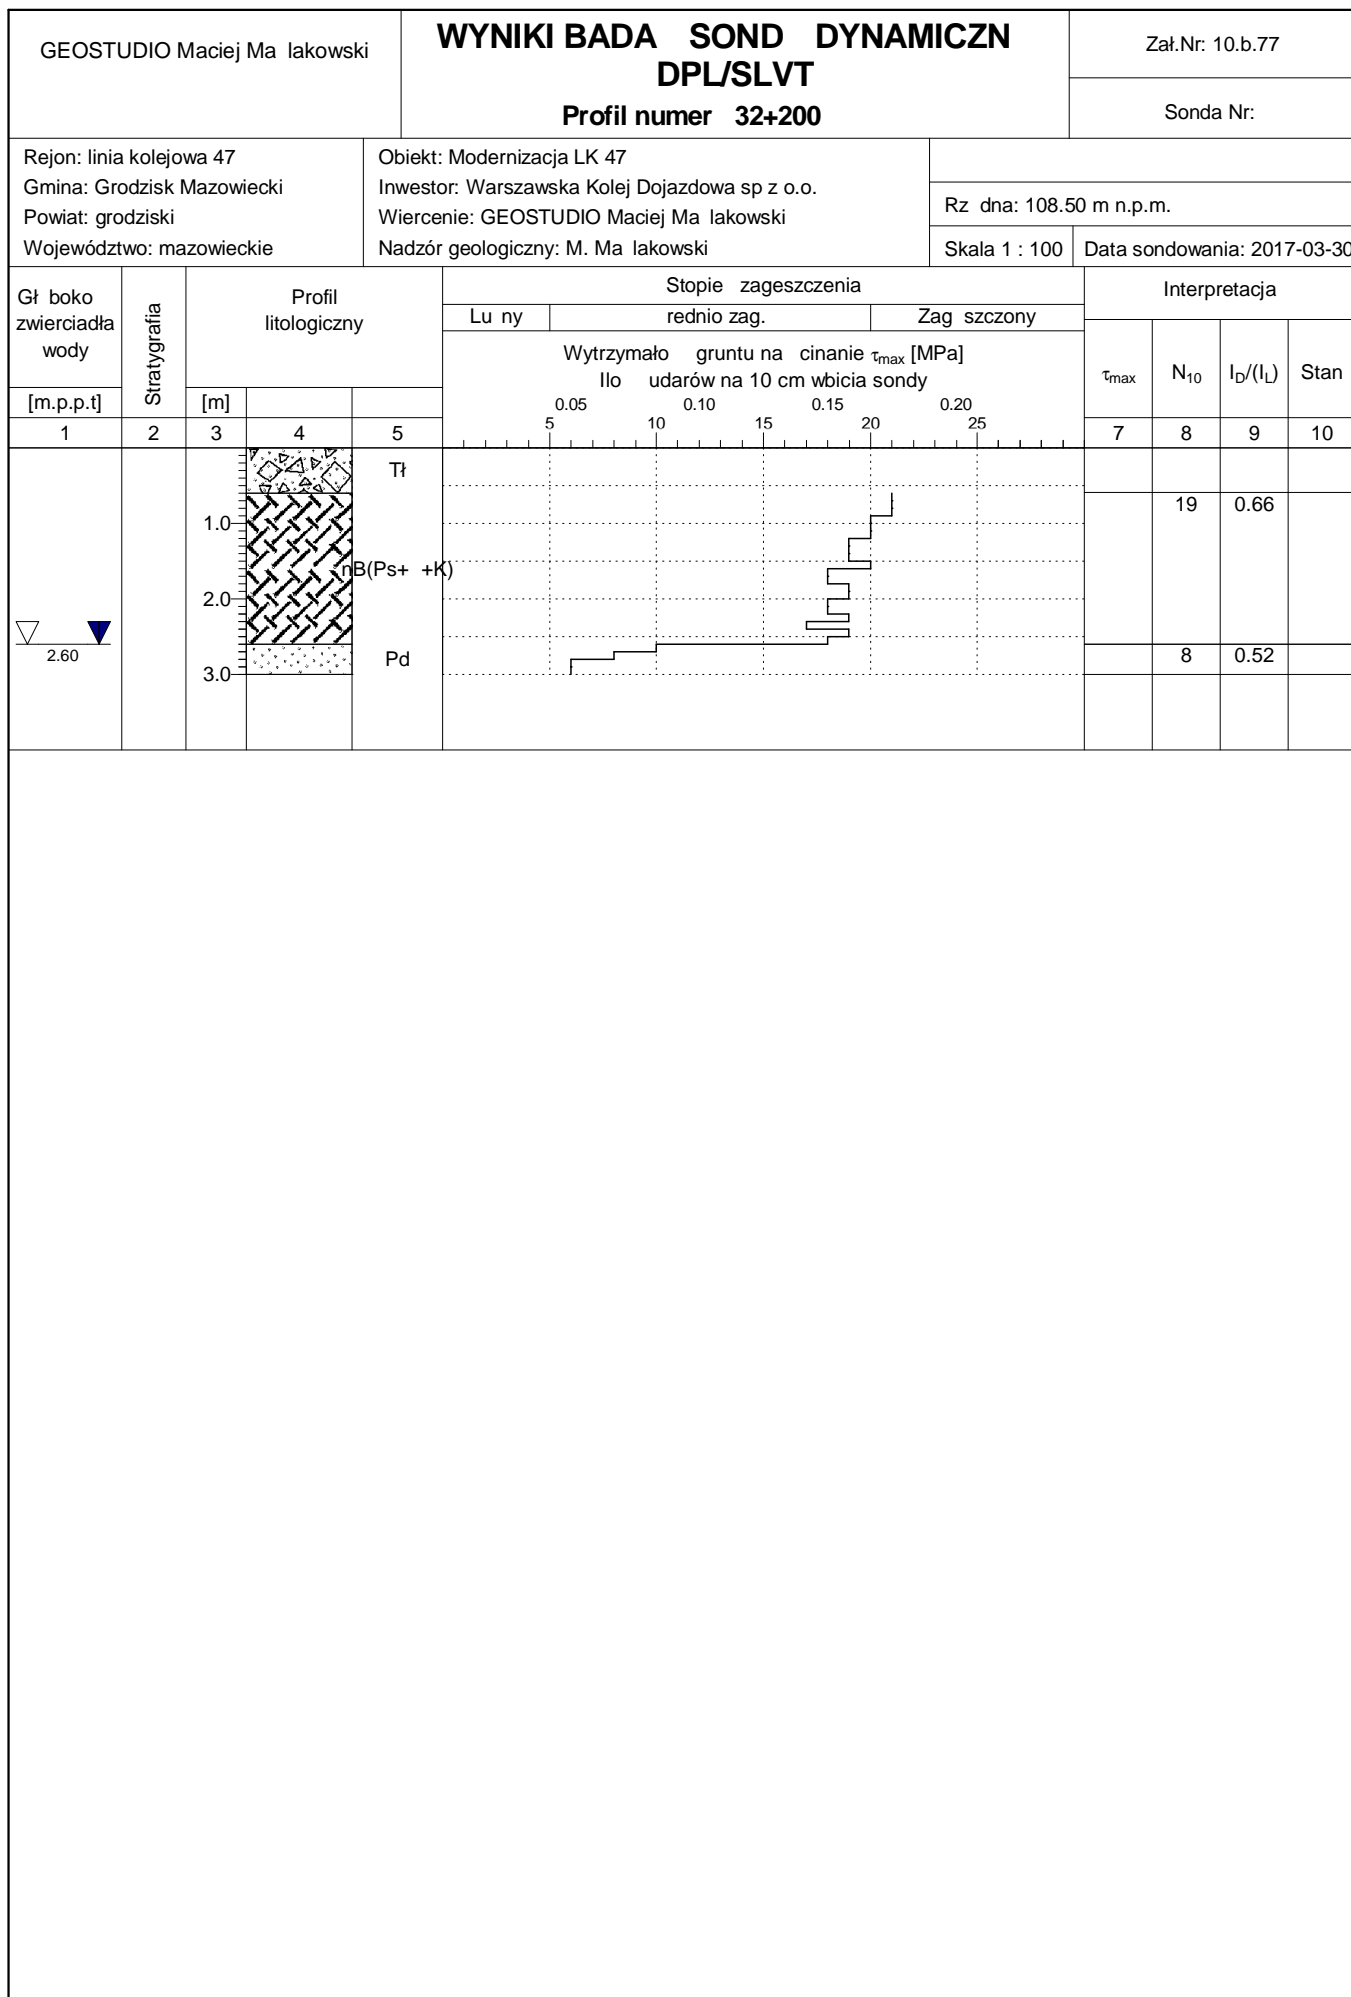 GEOSTUDIO Maciej Ma lakowski
WYNIKI BADA SOND DYNAMICZN
DPL/SLVT
Profil numer 32+200
Zał.Nr: 10.b.77
Sonda Nr:
Rejon: linia kolejowa 47
Gmina: Grodzisk Mazowiecki
Powiat: grodziski
Województwo: mazowieckie
Obiekt: Modernizacja LK 47
Inwestor: Warszawska Kolej Dojazdowa sp z o.o.
Wiercenie: GEOSTUDIO Maciej Ma lakowski
Nadzór geologiczny: M. Ma lakowski
Rz dna: 108.50 m n.p.m.
Skala 1 : 100
Data sondowania: 2017-03-30
Gł boko
zwierciadła
wody
[m.p.p.t]
Stratygrafia
Profil
litologiczny
[m]
Stopie zageszczenia
Lu ny
rednio zag.
Zag szczony
Wytrzymało gruntu na cinanie τmax [MPa]
Ilo udarów na 10 cm wbicia sondy
0.05 0.10 0.15 0.20
5 10 15 20 25
Interpretacja
τmax
N10
ID/(IL)
Stan
1 2 3 4 5 7 8 9 10
Tł
19 0.66
1.0
nB(Ps+ +K)
2.0
2.60
Pd
8 0.52
3.0